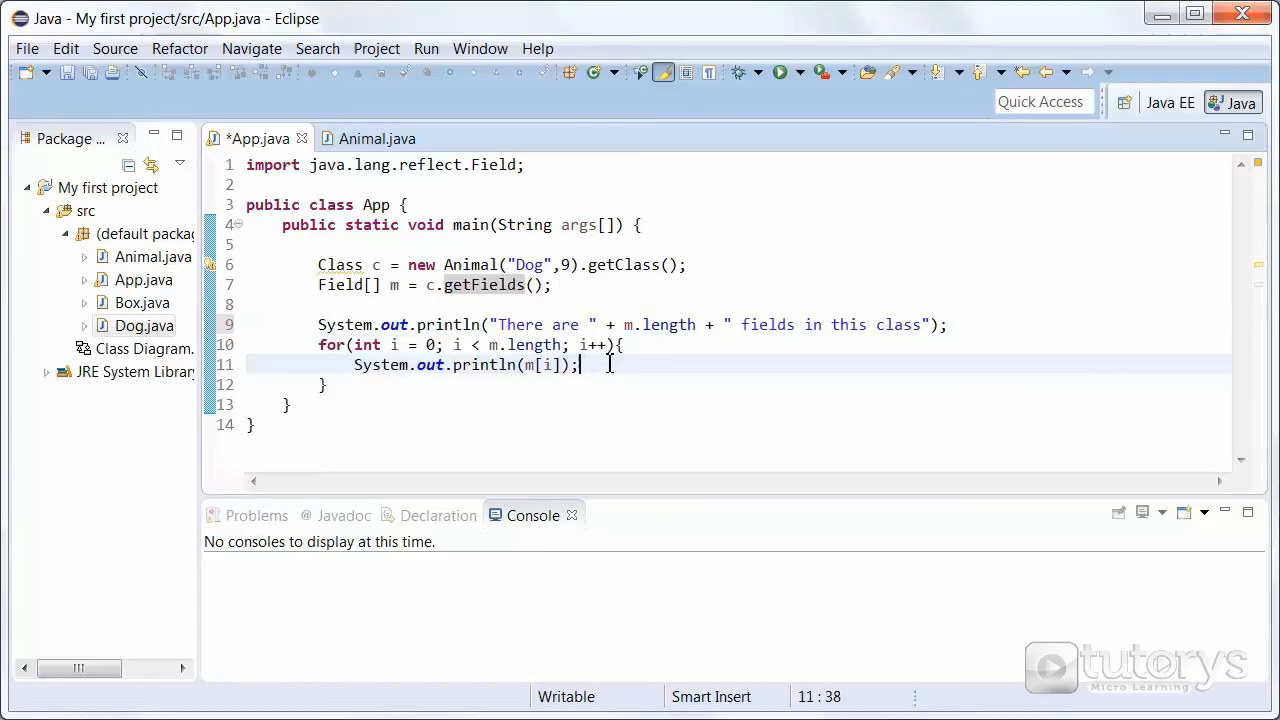 Java - My first project/src/App.java - Eclipse
File Edit Source Refactor Navigate Search Project Run Window Help
Quick Access
Java EE
Java
Package ...
*App.java
Animal.java
My first project
src
(default packag
Animal.java
App.java
Box.java
Dog.java
Class Diagram.
JRE System Librar
1 import java.lang.reflect.Field;
2
3 public class App {
4 public static void main(String args[]) {
5
6 Class c = new Animal("Dog",9).getClass();
7 Field[] m = c.getFields();
8
9 System.out.println("There are " + m.length + " fields in this class");
10 for(int i = 0; i < m.length; i++){
11 System.out.println(m[i]);
12 }
13 }
14 }
Problems @ Javadoc Declaration Console
No consoles to display at this time.
Writable Smart Insert 11 : 38
tutorys
Micro Learning